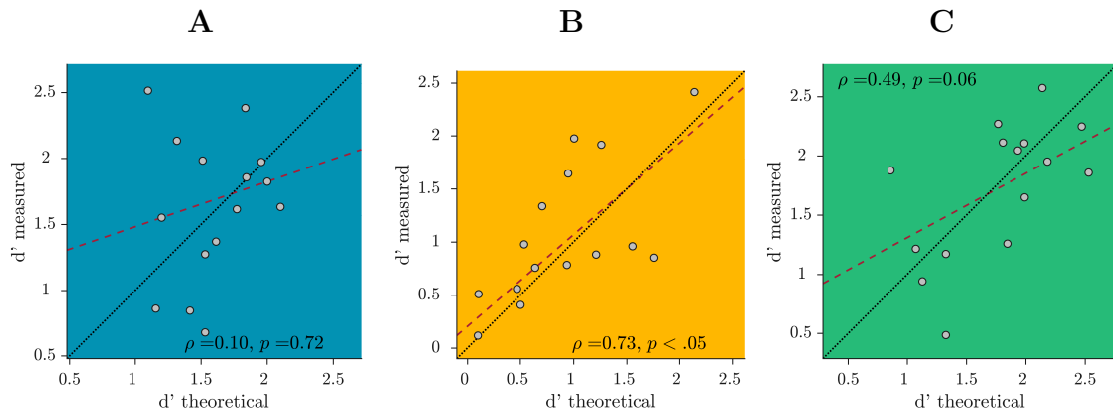 A
2.5
2
1.5
1
0.5
d' measured
ρ =0.10, p =0.72
0.5 1 1.5 2 2.5
d' theoretical
B
2.5
2
1.5
1
0.5
0
d' measured
ρ =0.73, p < .05
0 0.5 1 1.5 2 2.5
d' theoretical
C
ρ =0.49, p =0.06
2.5
2
1.5
1
0.5
d' measured
0.5 1 1.5 2 2.5
d' theoretical